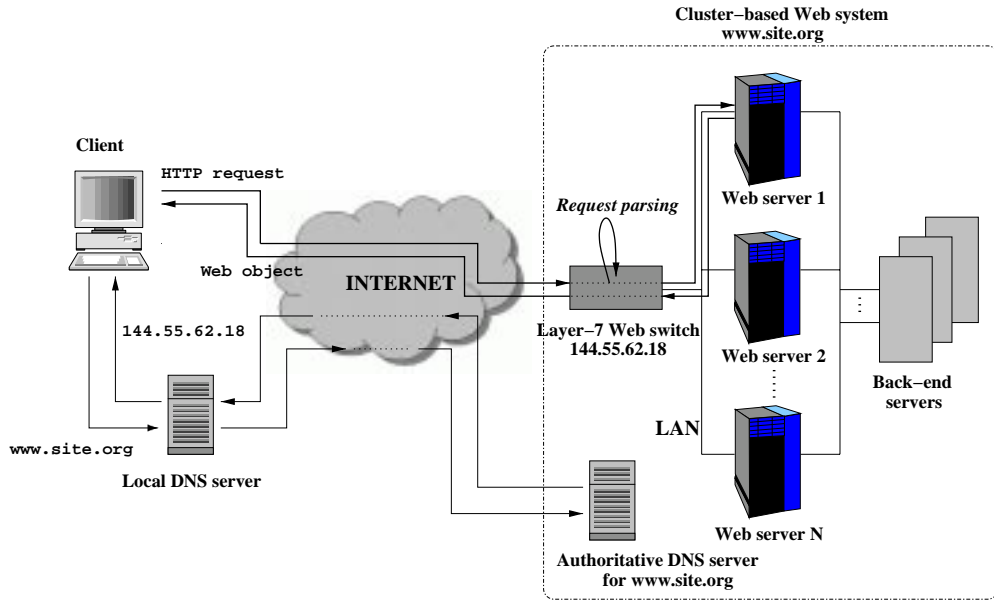 Cluster−based Web system
www.site.org
Client
HTTP request
Web object
INTERNET
Request parsing
Web server 1
Layer−7 Web switch
144.55.62.18
144.55.62.18
Web server 2
Back−end
servers
LAN
www.site.org
Local DNS server
Web server N
Authoritative DNS server
for www.site.org